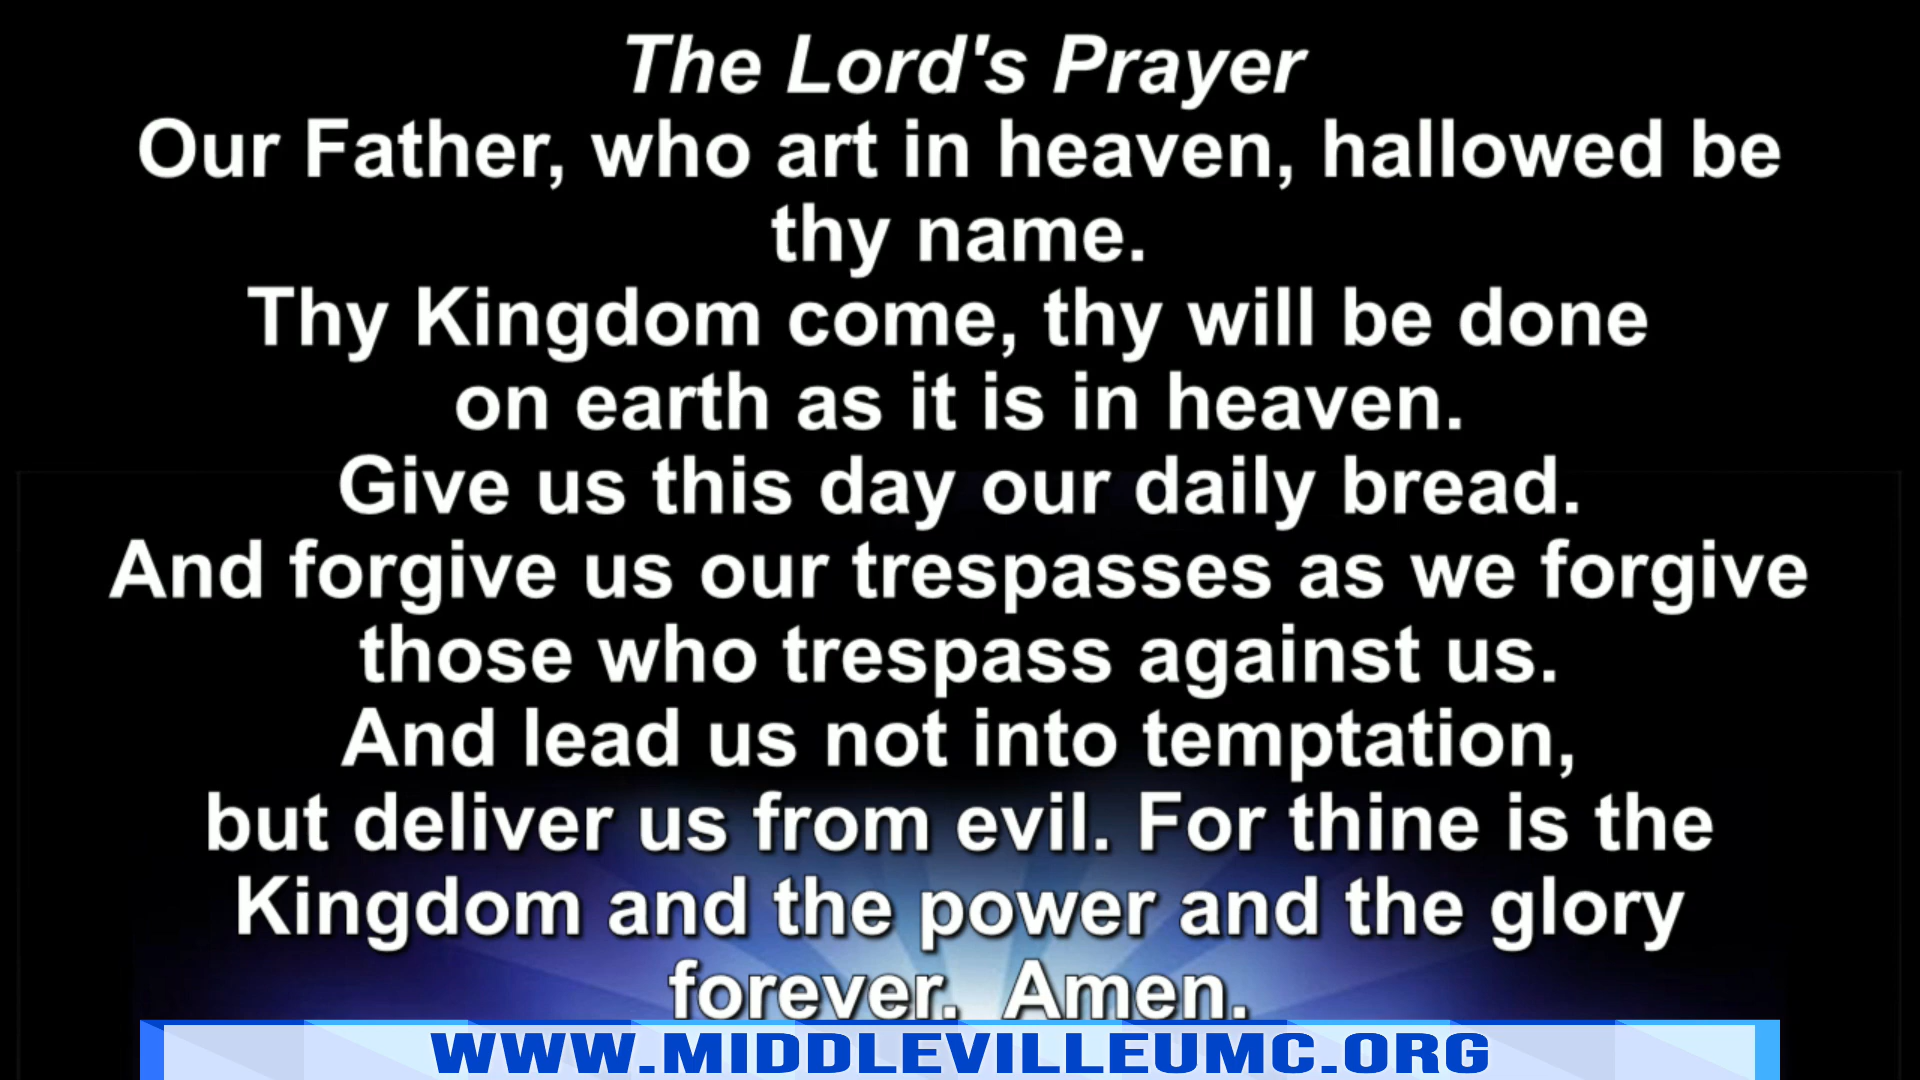 The Lord's Prayer
Our Father, who art in heaven, hallowed be
thy name.
Thy Kingdom come, thy will be done
on earth as it is in heaven.
Give us this day our daily bread.
And forgive us our trespasses as we forgive
those who trespass against us.
And lead us not into temptation,
but deliver us from evil. For thine is the
Kingdom and the power and the glory
forever.  Amen.
WWW.MIDDLEVILLEUMC.ORG